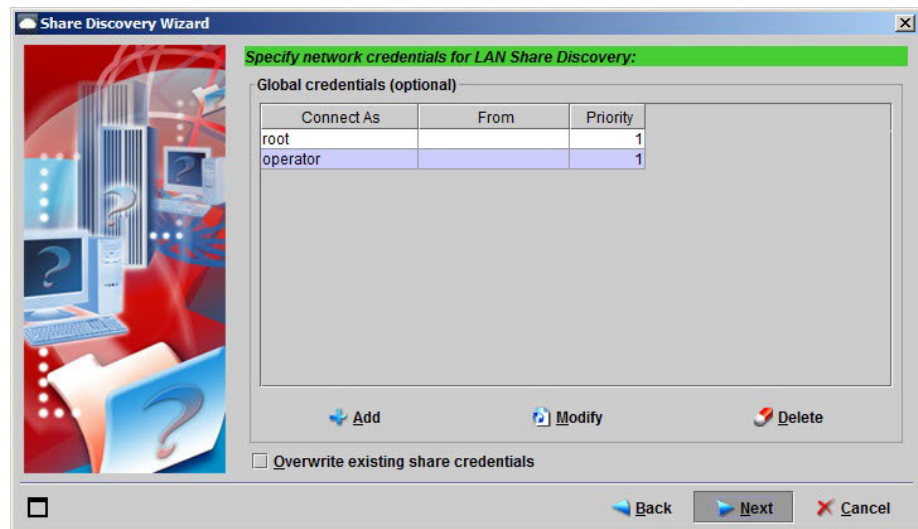 Share Discovery Wizard
Specify network credentials for LAN Share Discovery:
Global credentials (optional)
Connect As From Priority
root 1
operator 1
Add Modify Delete
Overwrite existing share credentials
Back Next Cancel